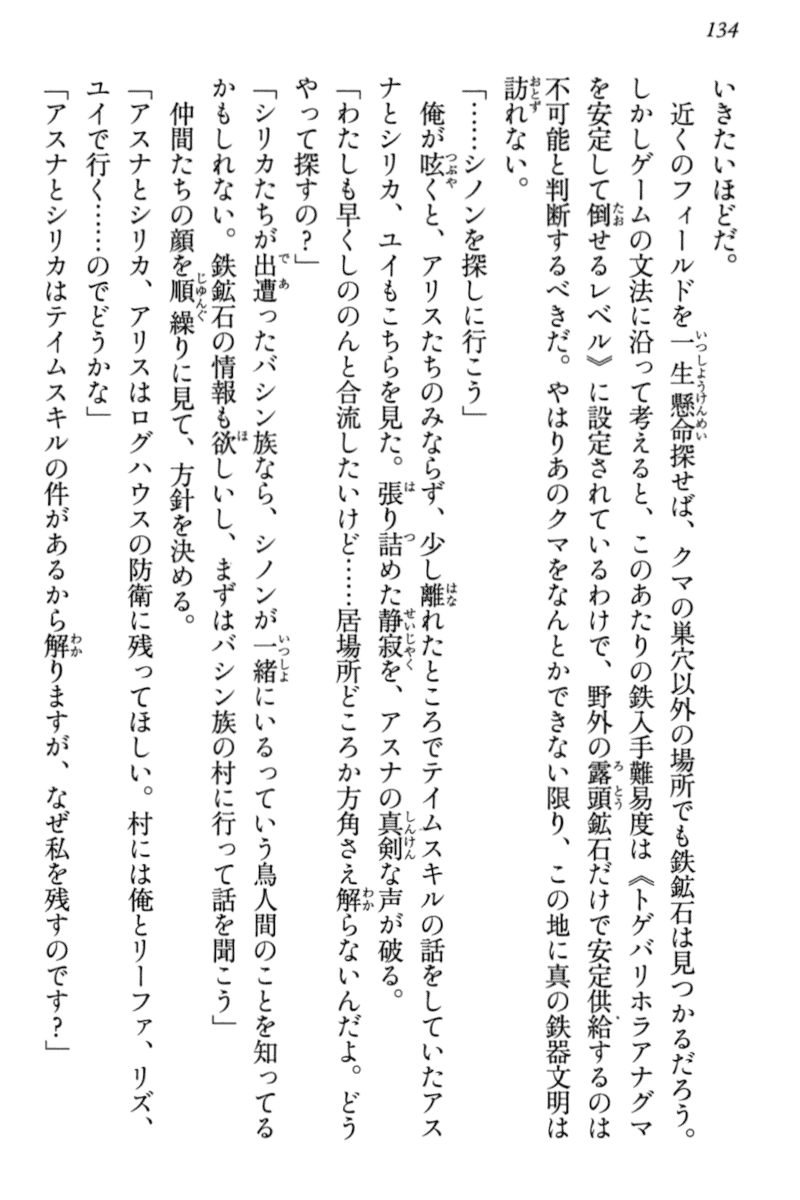 134
いきたいほどだ。
　近くのフィールドを一生懸命探せば、クマの巣穴以外の場所でも鉄鉱石は見つかるだろう。
しかしゲームの文法に沿って考えると、このあたりの鉄入手難易度は《トゲバリホラアナグマ
を安定して倒せるレベル》に設定されているわけで、野外の露頭鉱石だけで安定供給するのは
不可能と判断するべきだ。やはりあのクマをなんとかできない限り、この地に真の鉄器文明は
訪れない。
「……シノンを探しに行こう」
　俺が呟くと、アリスたちのみならず、少し離れたところでテイムスキルの話をしていたアス
ナとシリカ、ユイもこちらを見た。張り詰めた静寂を、アスナの真剣な声が破る。
「わたしも早くしののんと合流したいけど……居場所どころか方角さえ解らないんだよ。どう
やって探すの？」
「シリカたちが出遭ったバシン族なら、シノンが一緒にいるっていう鳥人間のことを知ってる
かもしれない。鉄鉱石の情報も欲しいし、まずはバシン族の村に行って話を聞こう」
　仲間たちの顔を順繰りに見て、方針を決める。
「アスナとシリカ、アリスはログハウスの防衛に残ってほしい。村には俺とリーファ、リズ、
ユイで行く……のでどうかな」
「アスナとシリカはテイムスキルの件があるから解りますが、なぜ私を残すのです？」